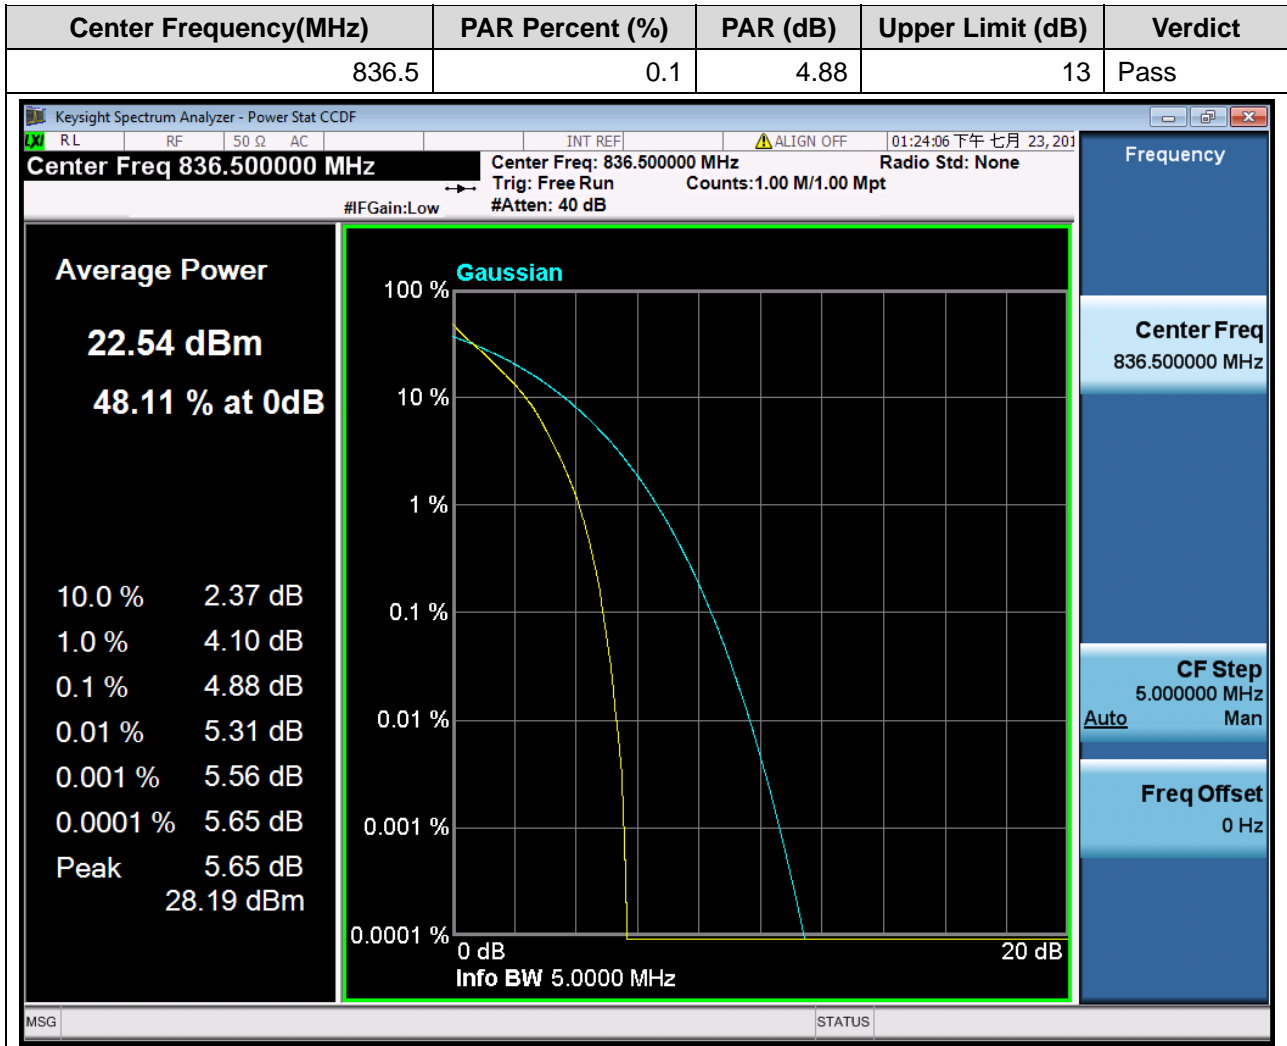 Center Frequency(MHz) PAR Percent (%) PAR (dB) Upper Limit (dB) Verdict
836.5 0.1 4.88 13 Pass
Keysight Spectrum Analyzer - Power Stat CCDF
LXI RL RF 50 Ω AC INT REF ALIGN OFF 01:24:06 下午 七月 23, 201
Center Freq 836.500000 MHz
Center Freq: 836.500000 MHz Radio Std: None
Trig: Free Run Counts:1.00 M/1.00 Mpt
#IFGain:Low #Atten: 40 dB
Frequency
Average Power
22.54 dBm
48.11 % at 0dB
10.0 % 2.37 dB
1.0 % 4.10 dB
0.1 % 4.88 dB
0.01 % 5.31 dB
0.001 % 5.56 dB
0.0001 % 5.65 dB
Peak 5.65 dB
28.19 dBm
Gaussian
100 %
10 %
1 %
0.1 %
0.01 %
0.001 %
0.0001 %
0 dB 20 dB
Info BW 5.0000 MHz
Center Freq
836.500000 MHz
CF Step
5.000000 MHz
Auto Man
Freq Offset
0 Hz
MSG STATUS